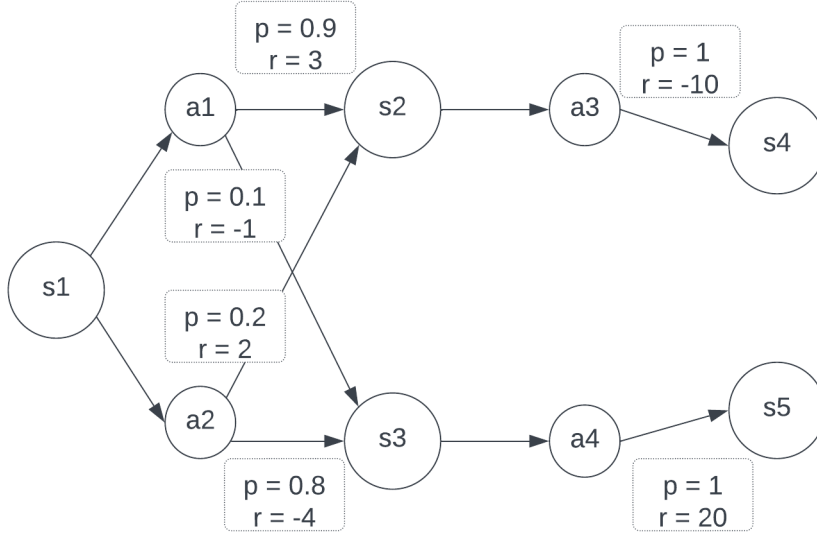 p = 0.9
r = 3
p = 1
r = -10
a1
s2
a3
s4
p = 0.1
r = -1
s1
p = 0.2
r = 2
a2
s3
a4
s5
p = 0.8
r = -4
p = 1
r = 20